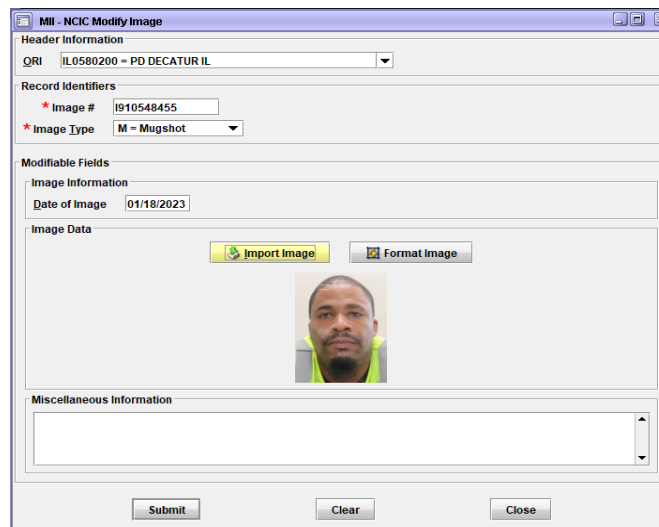 MII - NCIC Modify Image
Header Information
ORI IL0580200 = PD DECATUR IL
Record Identifiers
* Image # I910548455
* Image Type M = Mugshot
Modifiable Fields
Image Information
Date of Image 01/18/2023
Image Data
Import Image Format Image
Miscellaneous Information
Submit Clear Close